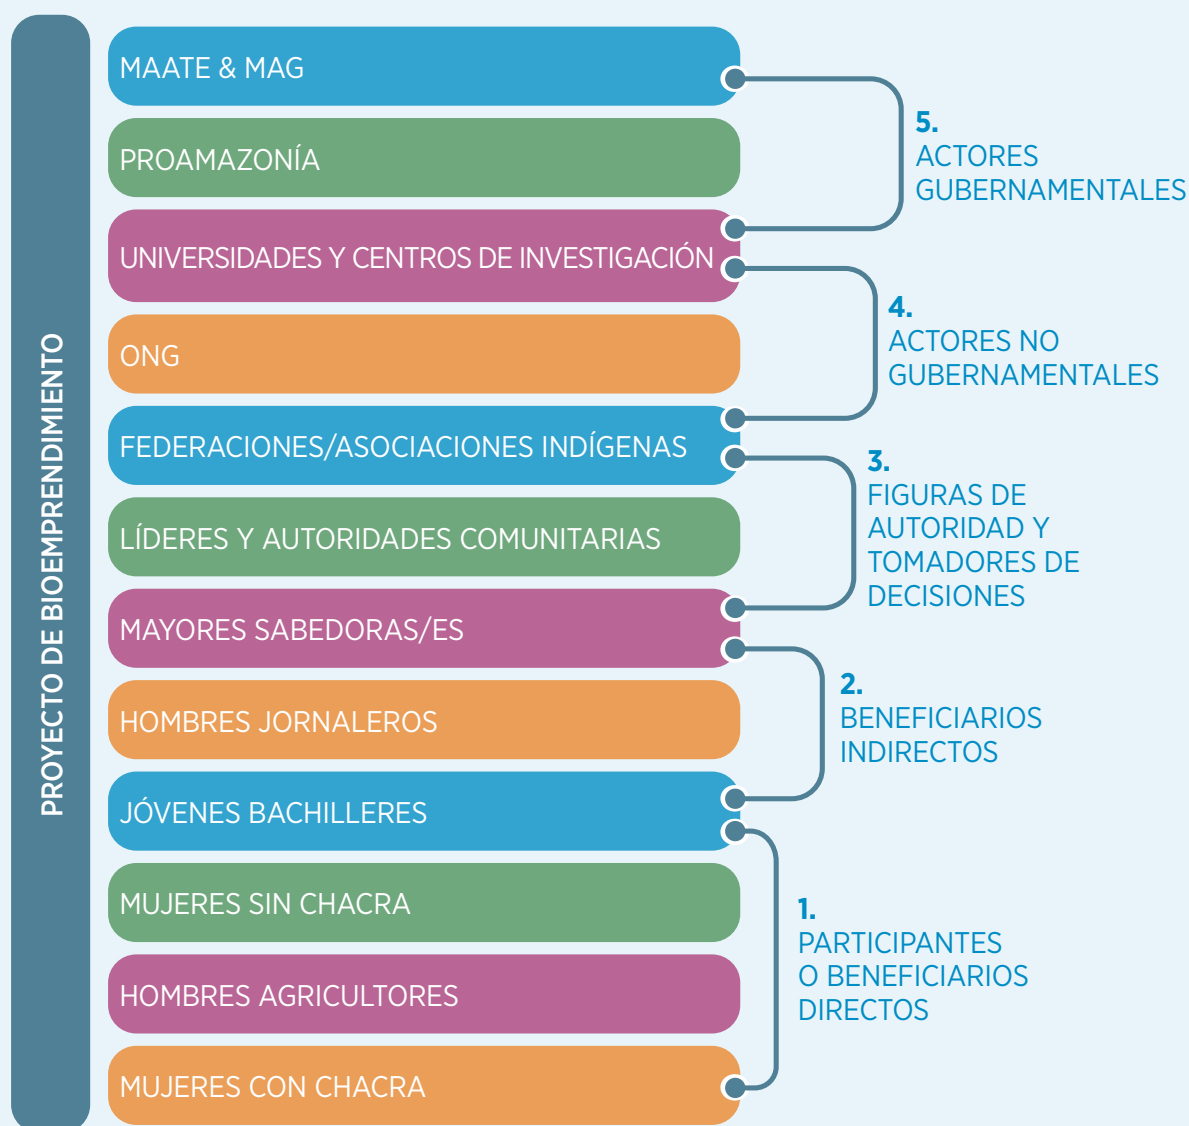 PROYECTO DE BIOEMPRENDIMIENTO
MAATE & MAG
PROAMAZONÍA
UNIVERSIDADES Y CENTROS DE INVESTIGACIÓN
ONG
FEDERACIONES/ASOCIACIONES INDÍGENAS
LÍDERES Y AUTORIDADES COMUNITARIAS
MAYORES SABEDORAS/ES
HOMBRES JORNALEROS
JÓVENES BACHILLERES
MUJERES SIN CHACRA
HOMBRES AGRICULTORES
MUJERES CON CHACRA
5.
ACTORES
GUBERNAMENTALES
4.
ACTORES NO
GUBERNAMENTALES
3.
FIGURAS DE
AUTORIDAD Y
TOMADORES DE
DECISIONES
2.
BENEFICIARIOS
INDIRECTOS
1.
PARTICIPANTES
O BENEFICIARIOS
DIRECTOS